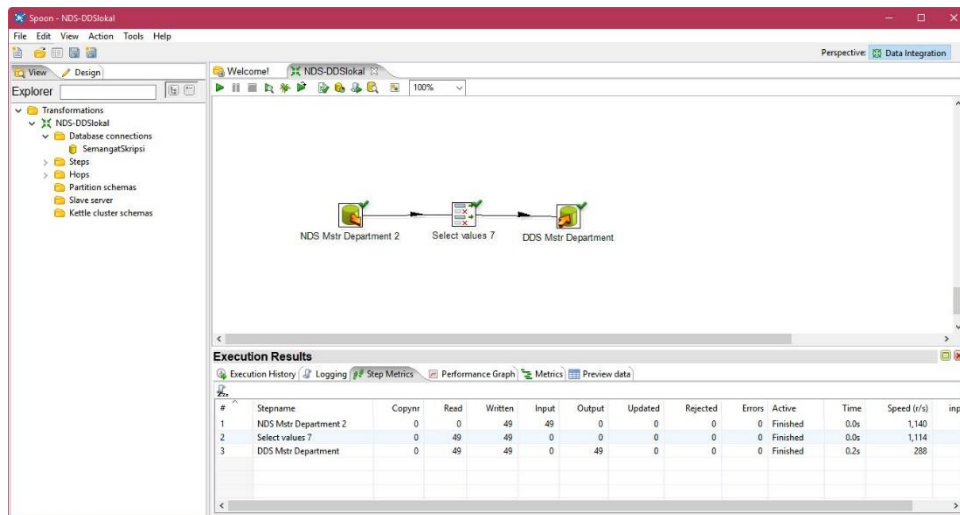 Spoon - NDS-DDSlokal
File Edit View Action Tools Help
Perspective: Data Integration
View Design
Welcome! NDS-DDSlokal
Explorer
100%
Transformations
NDS-DDSlokal
Database connections
SemangatSkripsi
Steps
Hops
Partition schemas
Slave server
Kettle cluster schemas
NDS Mstr Department 2 Select values 7 DDS Mstr Department
Execution Results
Execution History Logging Step Metrics Performance Graph Metrics Preview data
# Stepname Copynr Read Written Input Output Updated Rejected Errors Active Time Speed (r/s) inp
1 NDS Mstr Department 2 0 0 49 49 0 0 0 0 Finished 0.0s 1,140
2 Select values 7 0 49 49 0 0 0 0 0 Finished 0.0s 1,114
3 DDS Mstr Department 0 49 49 0 49 0 0 0 Finished 0.2s 288